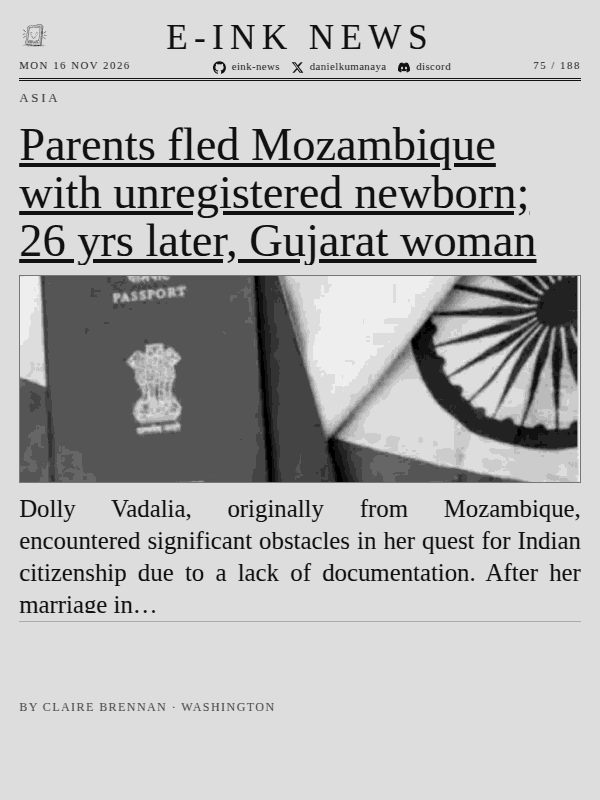 E-INK NEWS
MON 16 NOV 2026
eink-news
danielkumanaya
discord
75 / 188
ASIA
Parents fled Mozambique
with unregistered newborn;
26 yrs later, Gujarat woman
PASSPORT
Dolly Vadalia, originally from Mozambique,
encountered significant obstacles in her quest for Indian
citizenship due to a lack of documentation. After her
marriage in…
BY CLAIRE BRENNAN · WASHINGTON